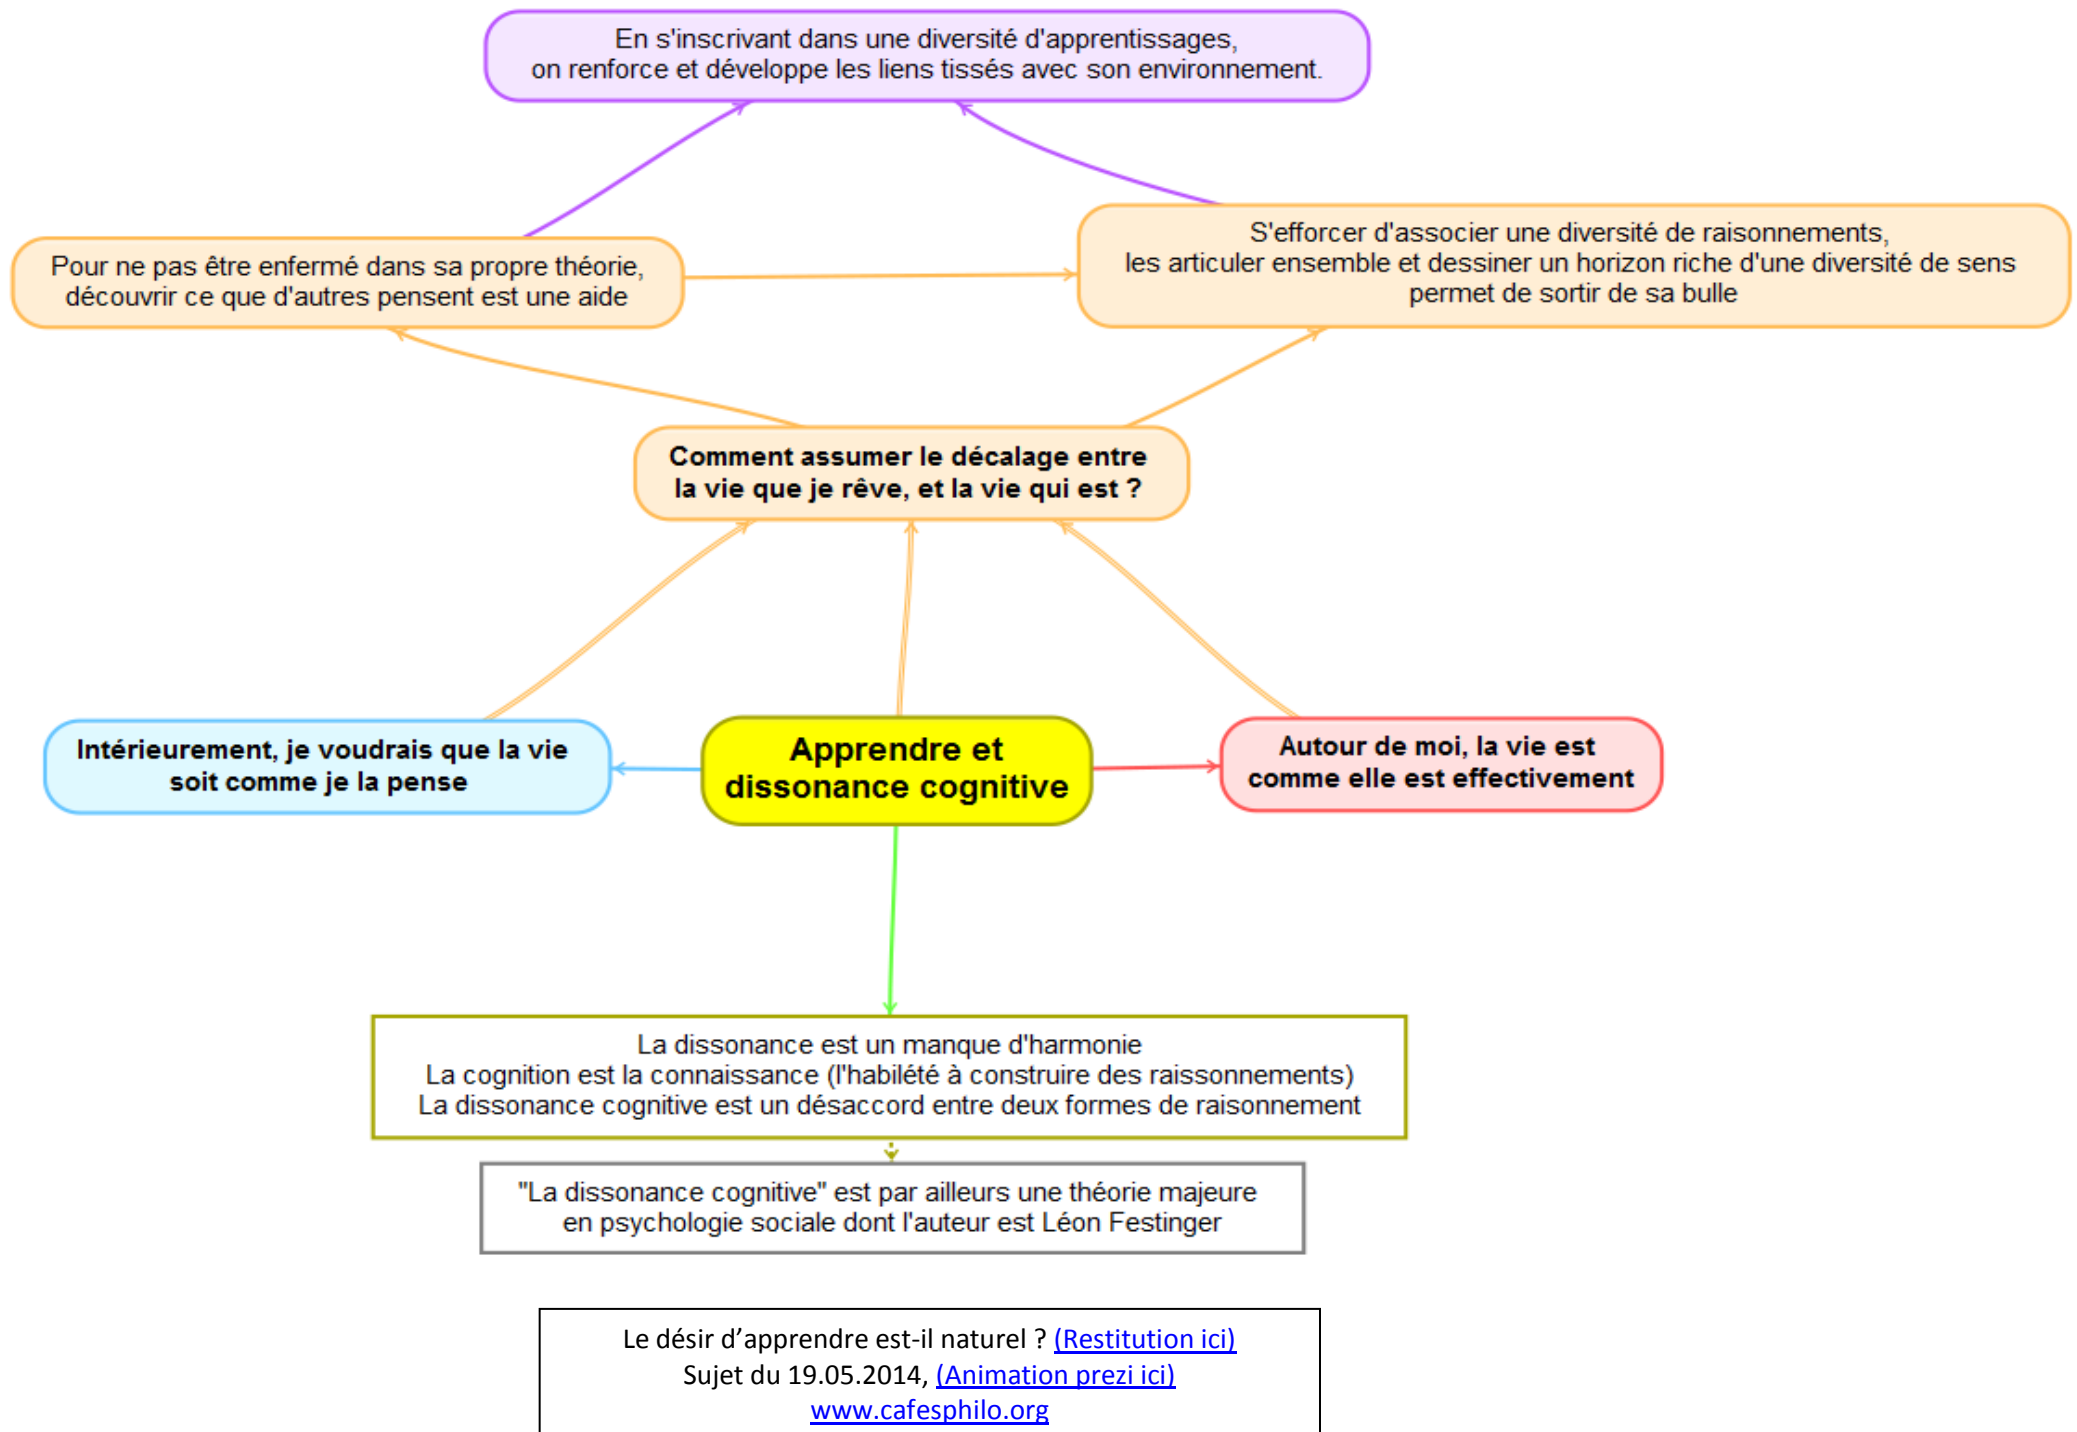 En s'inscrivant dans une diversité d'apprentissages,
on renforce et développe les liens tissés avec son environnement.
Pour ne pas être enfermé dans sa propre théorie,
découvrir ce que d'autres pensent est une aide
S'efforcer d'associer une diversité de raisonnements,
les articuler ensemble et dessiner un horizon riche d'une diversité de sens
permet de sortir de sa bulle
Comment assumer le décalage entre
la vie que je rêve, et la vie qui est ?
Intérieurement, je voudrais que la vie
soit comme je la pense
Apprendre et
dissonance cognitive
Autour de moi, la vie est
comme elle est effectivement
La dissonance est un manque d'harmonie
La cognition est la connaissance (l'habilété à construire des raissonnements)
La dissonance cognitive est un désaccord entre deux formes de raisonnement
"La dissonance cognitive" est par ailleurs une théorie majeure
en psychologie sociale dont l'auteur est Léon Festinger
Le désir d’apprendre est-il naturel ? (Restitution ici)
Sujet du 19.05.2014, (Animation prezi ici)
www.cafesphilo.org